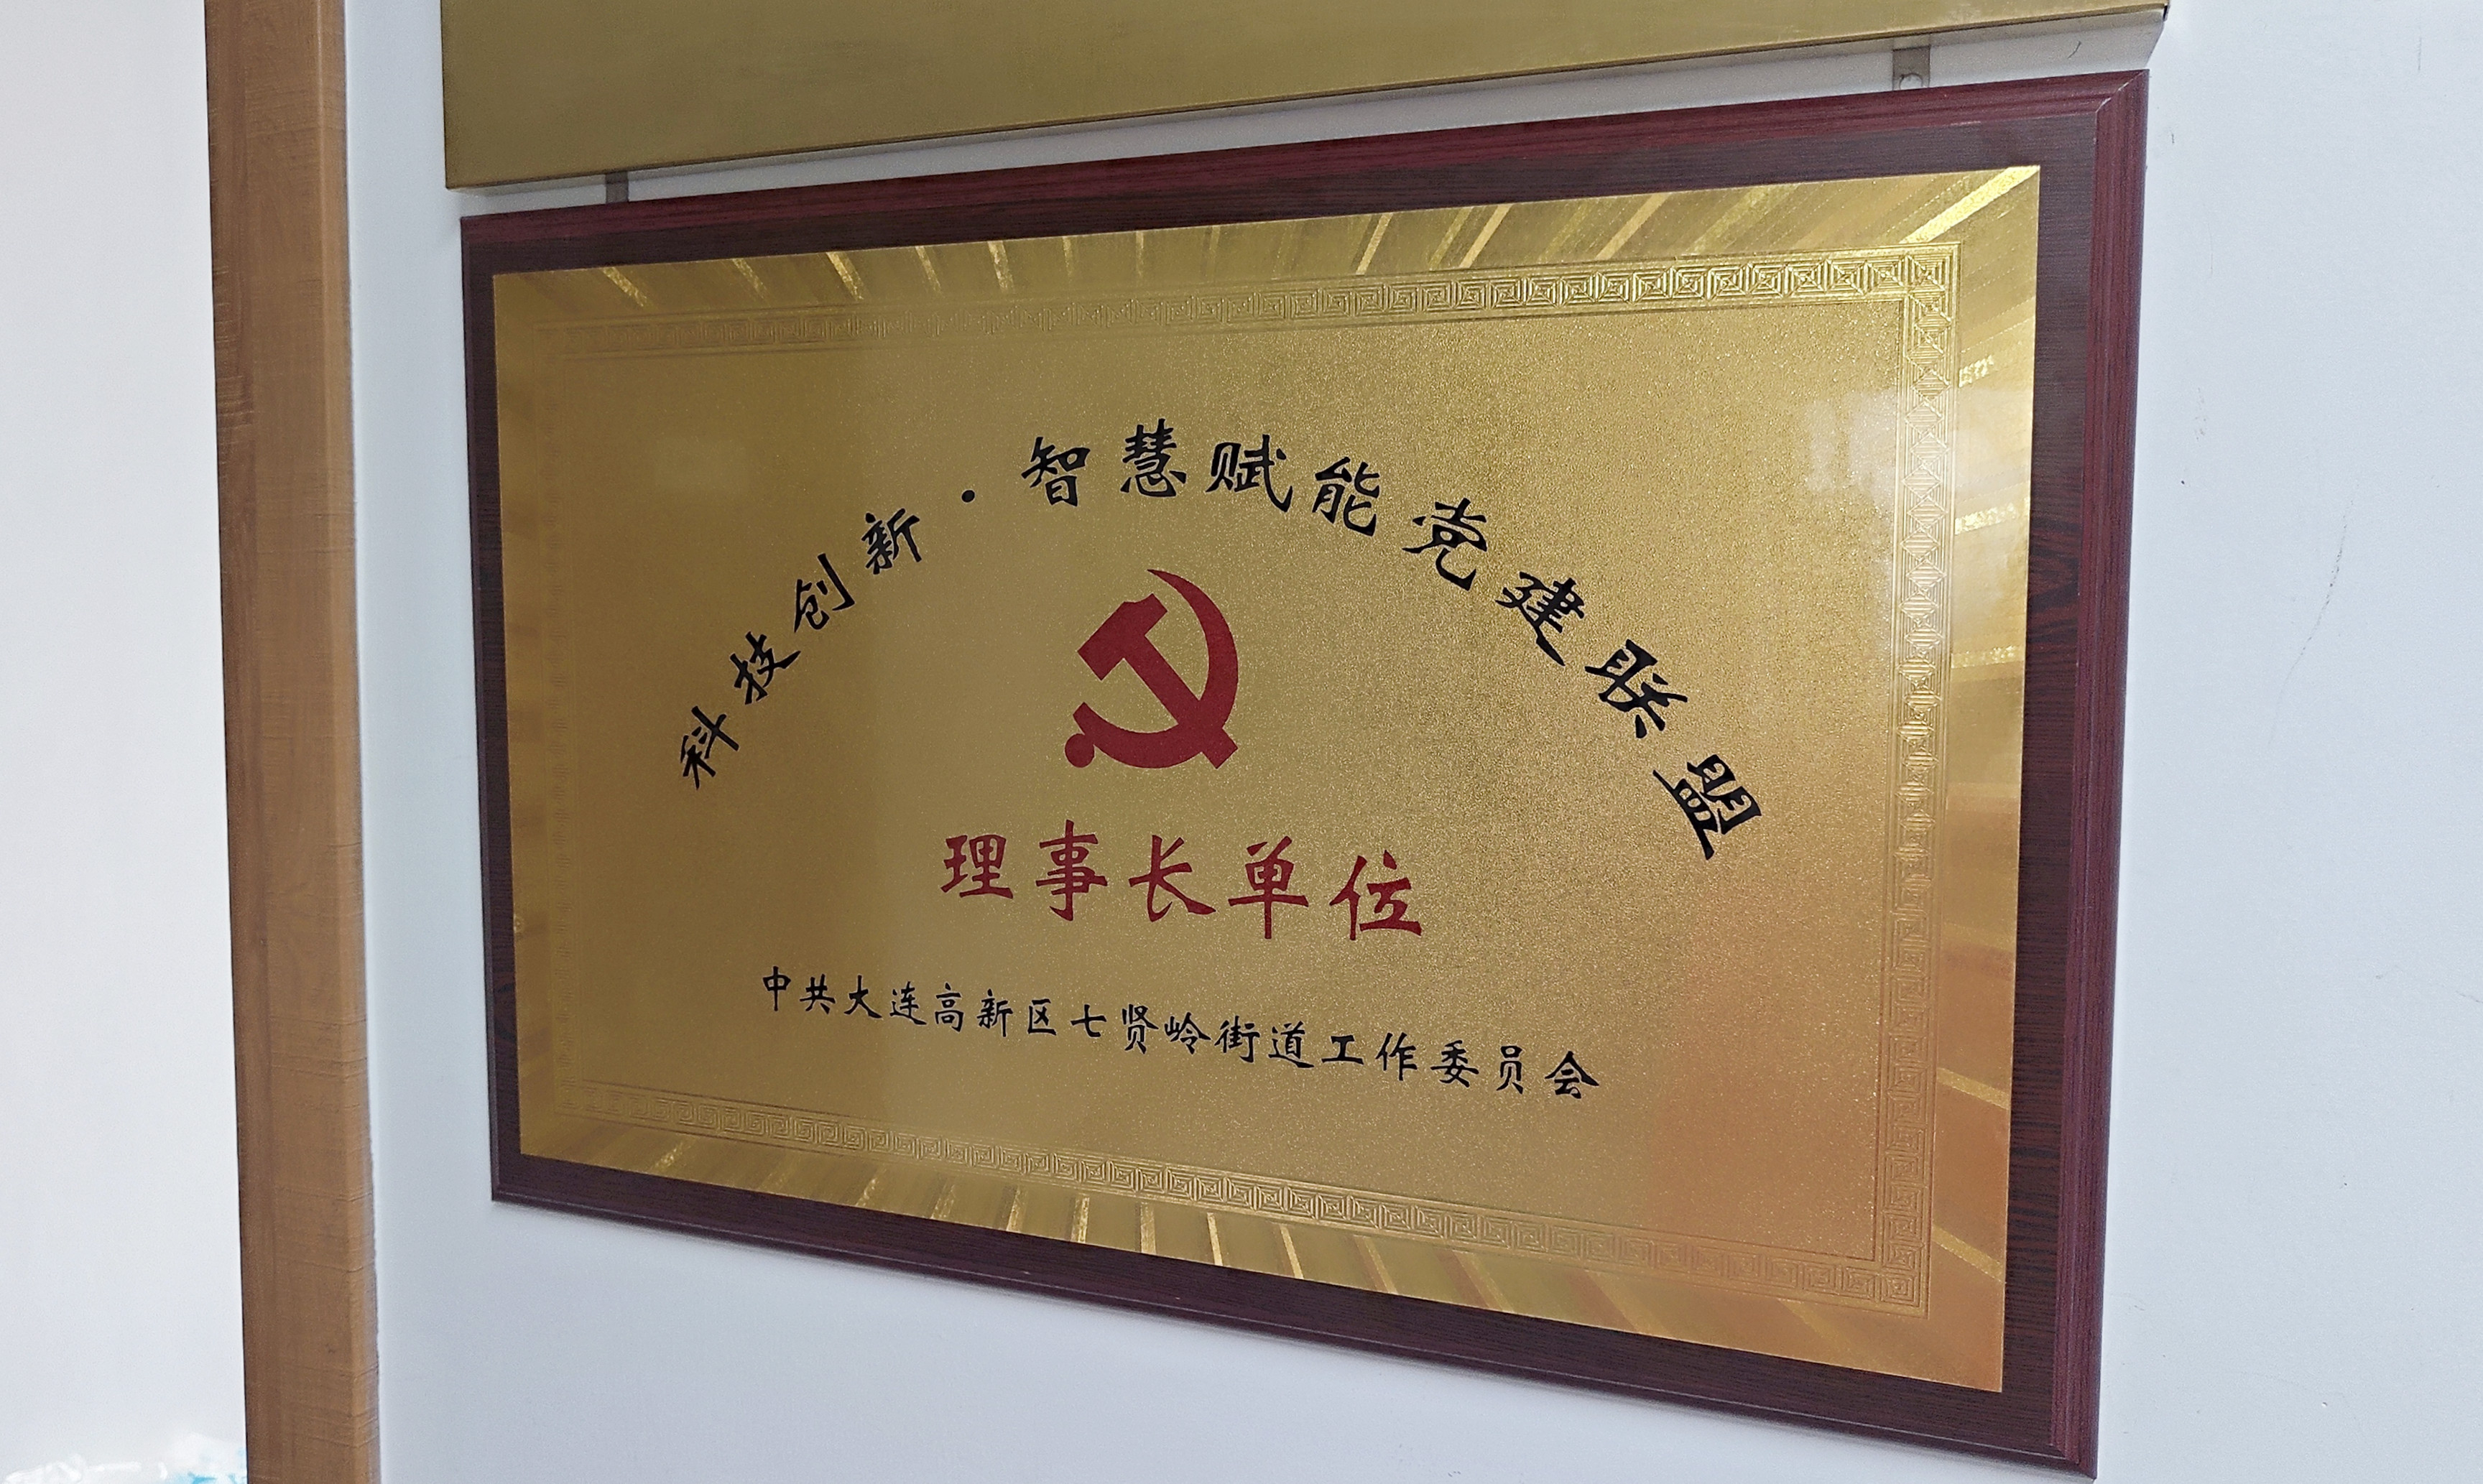 科技创新·智慧赋能党建联盟
理事长单位
中共大连高新区七贤岭街道工作委员会